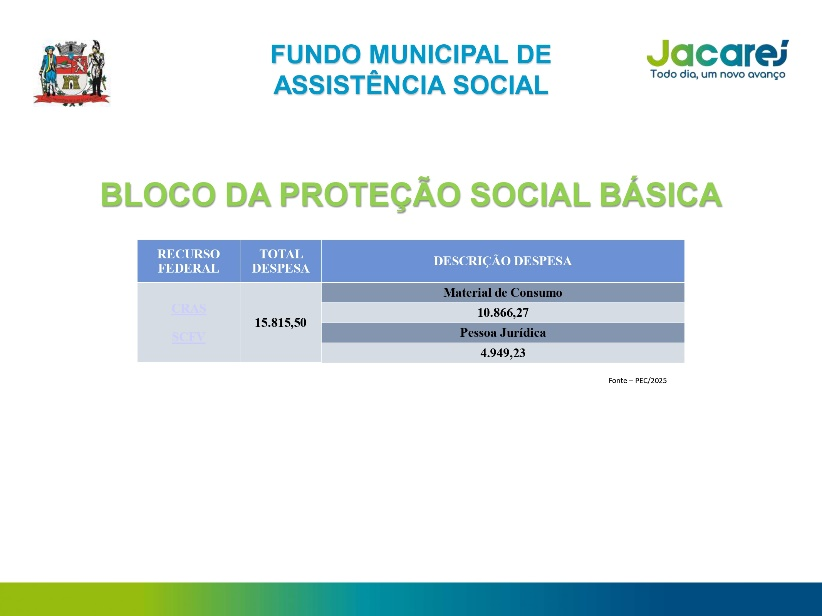 FUNDO MUNICIPAL DE
ASSISTÊNCIA SOCIAL
Jacareí
Todo dia, um novo avanço
BLOCO DA PROTEÇÃO SOCIAL BÁSICA
RECURSO
FEDERAL
TOTAL
DESPESA
DESCRIÇÃO DESPESA
CRAS
SCFV
15.815,50
Material de Consumo
10.866,27
Pessoa Jurídica
4.949,23
Fonte – PEC/2025